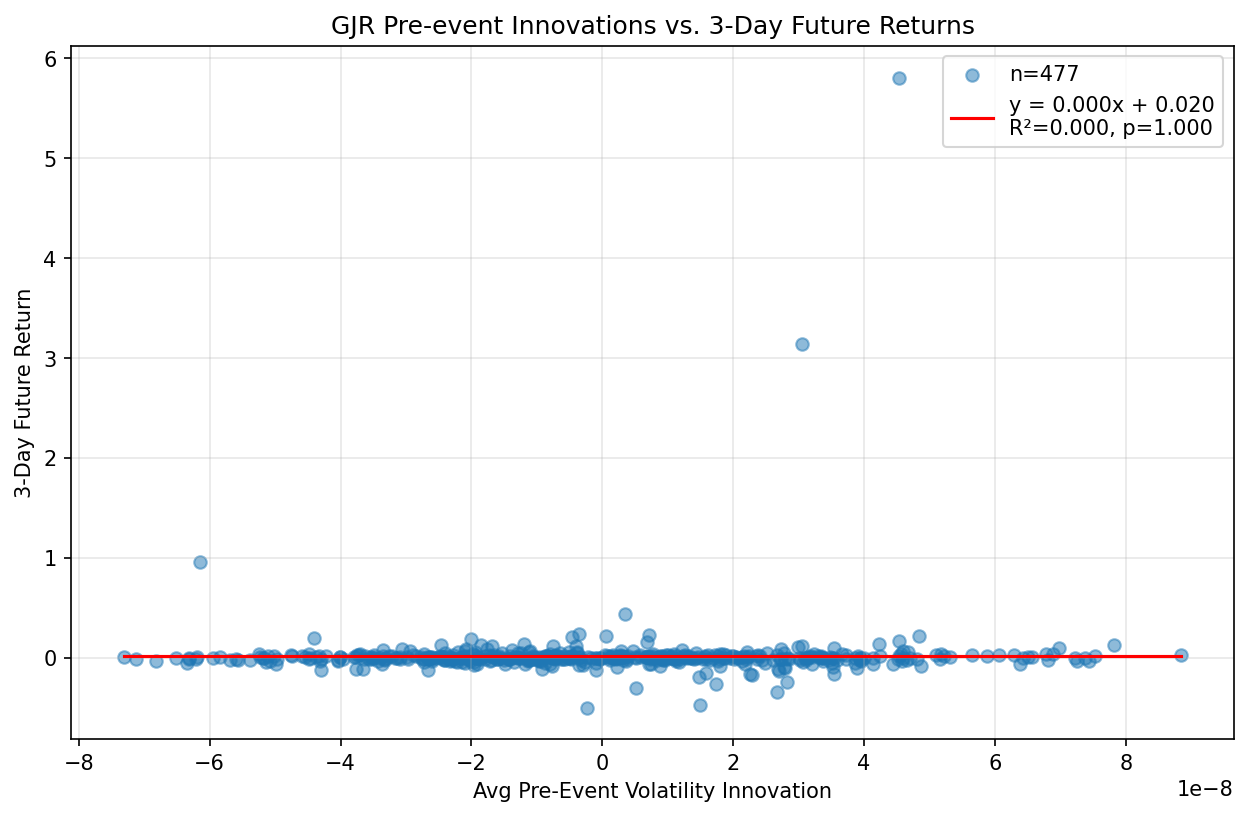 GJR Pre-event Innovations vs. 3-Day Future Returns
n=477
y = 0.000x + 0.020
R²=0.000, p=1.000
3-Day Future Return
6
5
4
3
2
1
0
−8 −6 −4 −2 0 2 4 6 8
1e−8
Avg Pre-Event Volatility Innovation